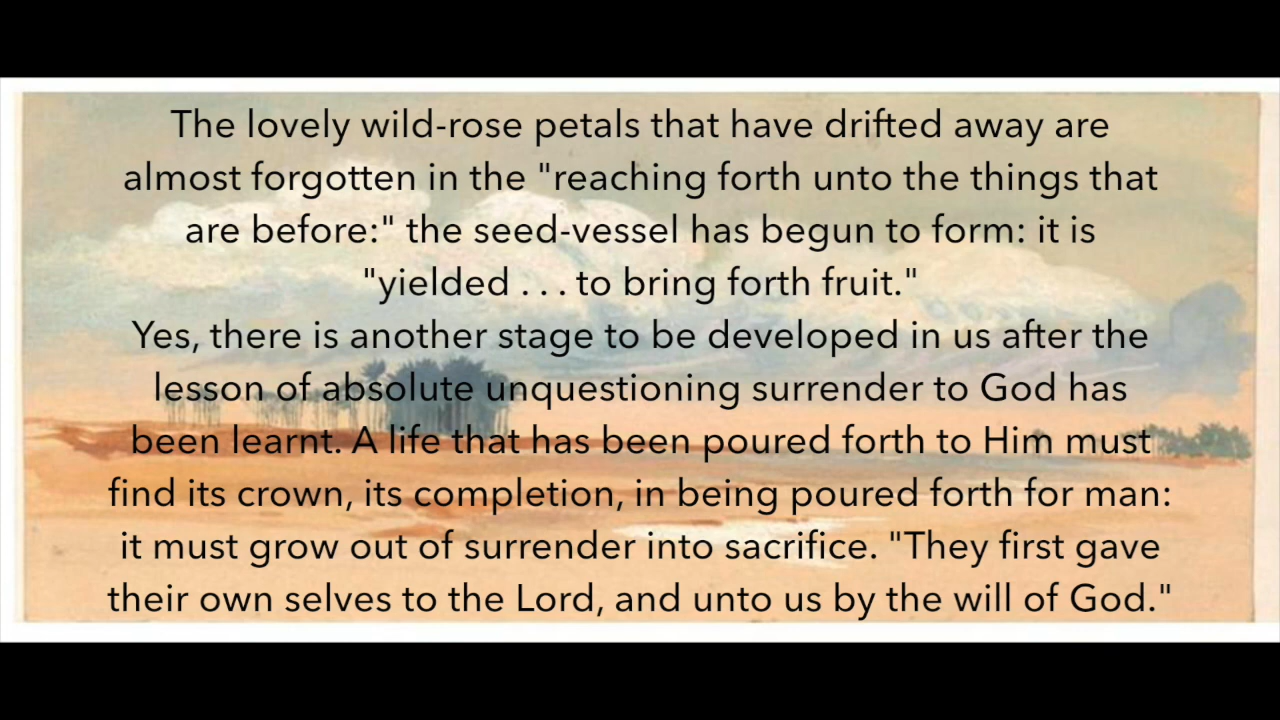 The lovely wild-rose petals that have drifted away are
almost forgotten in the "reaching forth unto the things that
are before:" the seed-vessel has begun to form: it is
"yielded . . . to bring forth fruit."
Yes, there is another stage to be developed in us after the
lesson of absolute unquestioning surrender to God has
been learnt. A life that has been poured forth to Him must
find its crown, its completion, in being poured forth for man:
it must grow out of surrender into sacrifice. "They first gave
their own selves to the Lord, and unto us by the will of God."